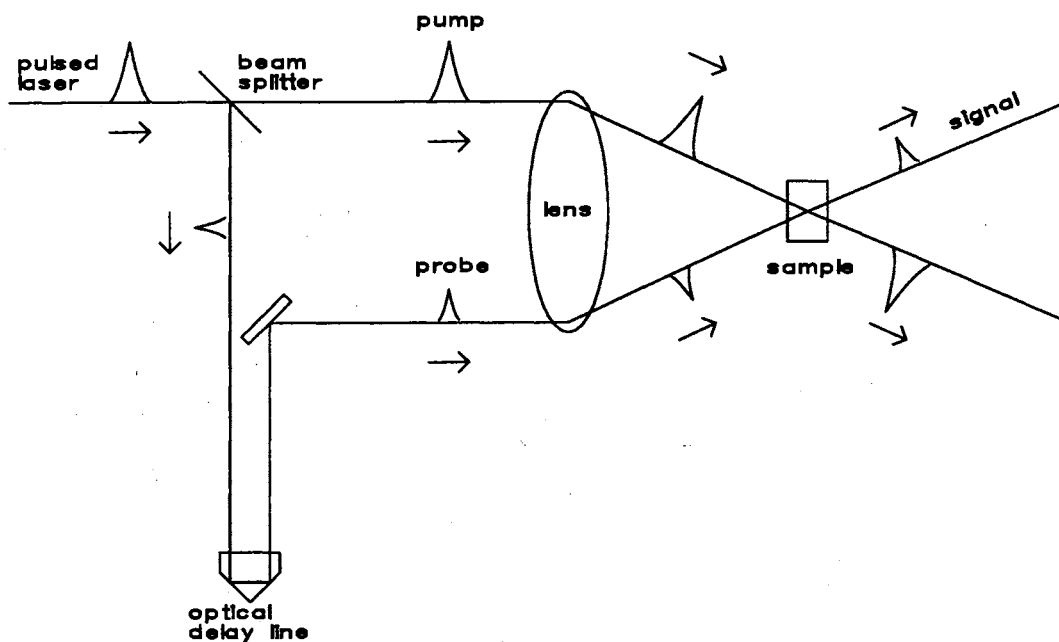 pump
pulsed
laser
beam
splitter
signal
lens
probe
sample
optical
delay line